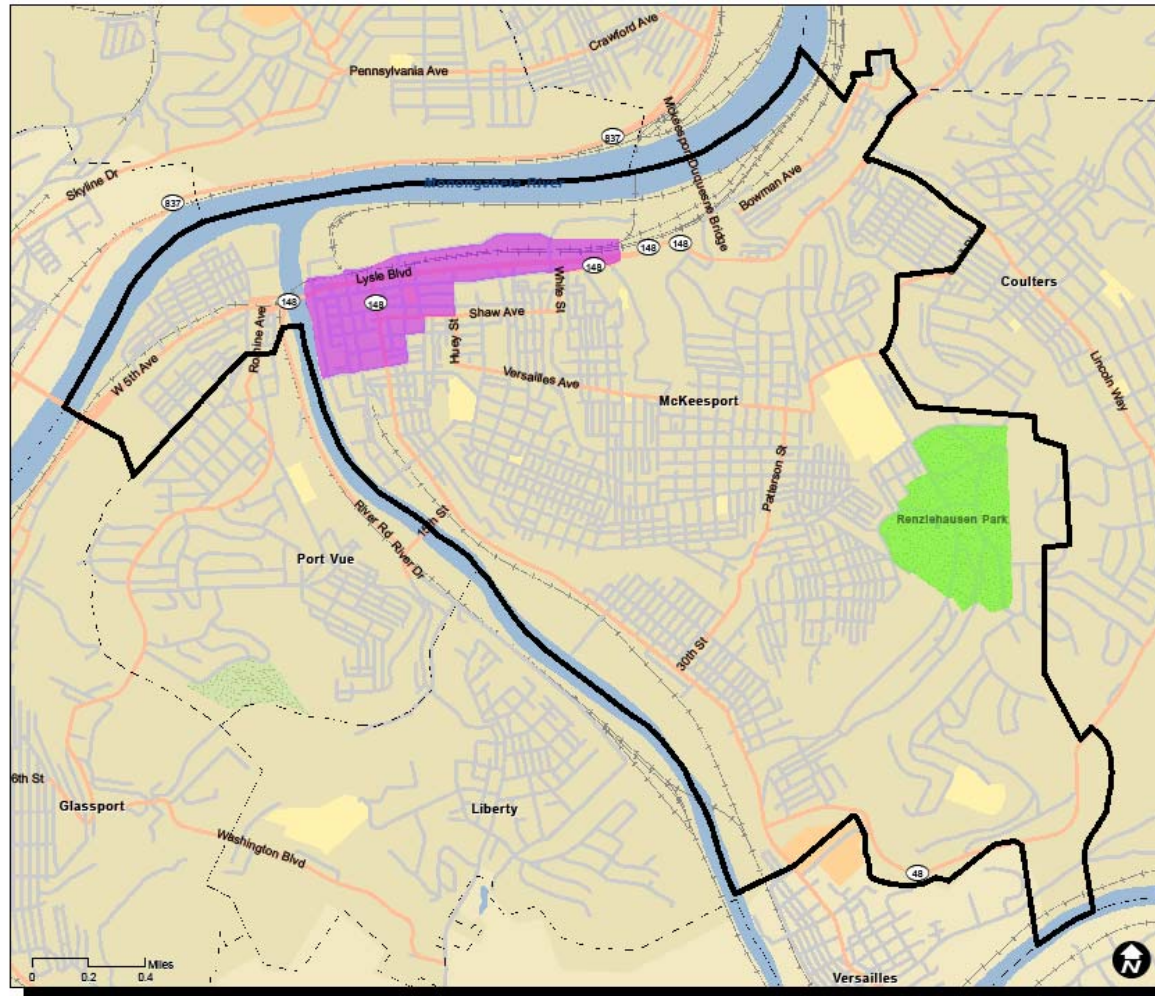 Crawford Ave
Pennsylvania Ave
837
McKeesport Duquesne Bridge
Skyline Dr
Monongahela River
837
Bowman Ave
148
148
Lysle Blvd
148
White St
Coulters
148
148
Shaw Ave
Romine Ave
Huey St
W 5th Ave
Versailles Ave
Lincoln Way
McKeesport
Patterson St
Renziehausen Park
15th St
River Rd
River Dr
Port Vue
30th St
6th St
Glassport
Liberty
Washington Blvd
48
Miles
0 0.2 0.4
Versailles
N